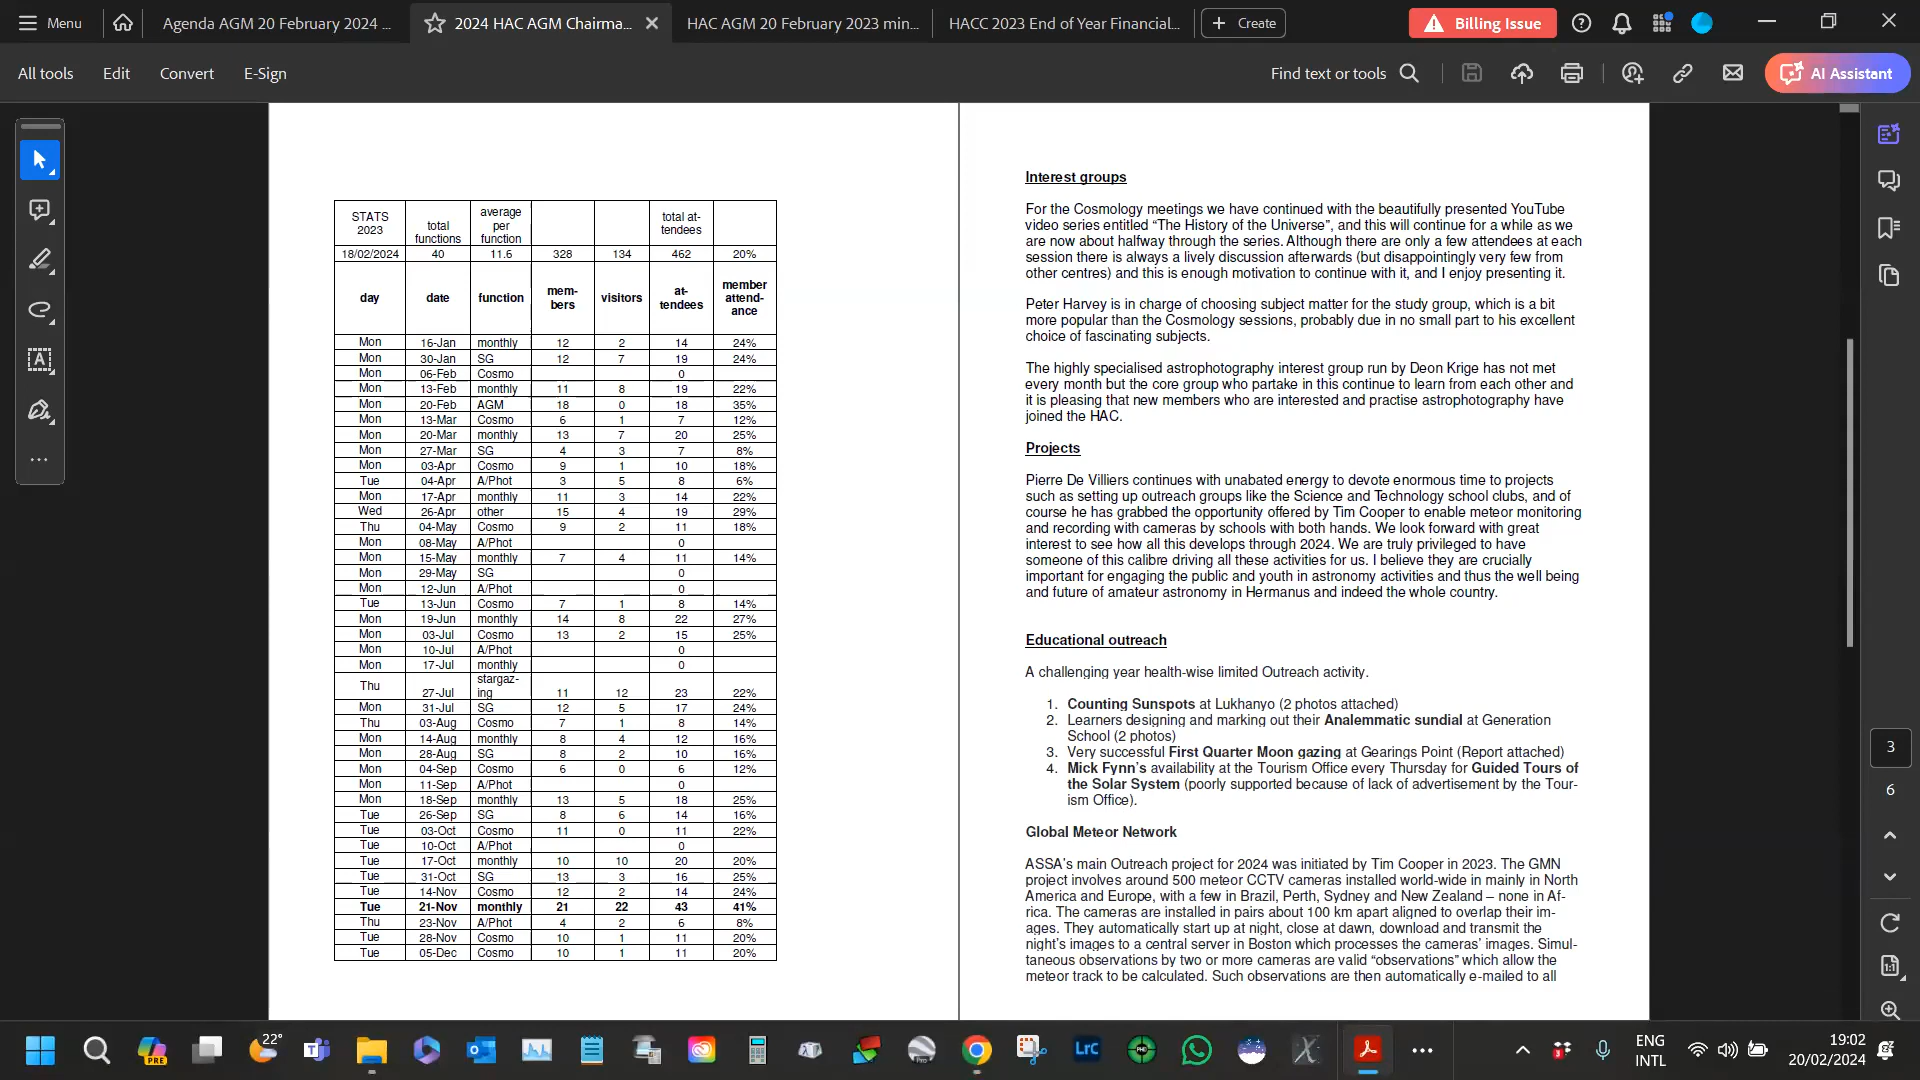 Menu
Agenda AGM 20 February 2024 ...
2024 HAC AGM Chairma...
HAC AGM 20 February 2023 min...
HACC 2023 End of Year Financial...
Create
Billing Issue
All tools
Edit
Convert
E-Sign
Find text or tools
AI Assistant
STATS 2023 | total functions | average per function | | | total at-tendees |
18/02/2024 40 11.6 328 134 462 20%
day date function mem-bers visitors at-tendees member attend-ance
Mon 16-Jan monthly 12 2 14 24%
Mon 30-Jan SG 12 7 19 24%
Mon 06-Feb Cosmo 0
Mon 13-Feb monthly 11 8 19 22%
Mon 20-Feb AGM 18 0 18 35%
Mon 13-Mar Cosmo 6 1 7 12%
Mon 20-Mar monthly 13 7 20 25%
Mon 27-Mar SG 4 3 7 8%
Mon 03-Apr Cosmo 9 1 10 18%
Tue 04-Apr A/Phot 3 5 8 6%
Mon 17-Apr monthly 11 3 14 22%
Wed 26-Apr other 15 4 19 29%
Thu 04-May Cosmo 9 2 11 18%
Mon 08-May A/Phot 0
Mon 15-May monthly 7 4 11 14%
Mon 29-May SG 0
Mon 12-Jun A/Phot 0
Tue 13-Jun Cosmo 7 1 8 14%
Mon 19-Jun monthly 14 8 22 27%
Mon 03-Jul Cosmo 13 2 15 25%
Mon 10-Jul A/Phot 0
Mon 17-Jul monthly 0
Thu 27-Jul stargaz-ing 11 12 23 22%
Mon 31-Jul SG 12 5 17 24%
Thu 03-Aug Cosmo 7 1 8 14%
Mon 14-Aug monthly 8 4 12 16%
Mon 28-Aug SG 8 2 10 16%
Mon 04-Sep Cosmo 6 0 6 12%
Mon 11-Sep A/Phot 0
Mon 18-Sep monthly 13 5 18 25%
Tue 26-Sep SG 8 6 14 16%
Tue 03-Oct Cosmo 11 0 11 22%
Tue 10-Oct A/Phot 0
Tue 17-Oct monthly 10 10 20 20%
Tue 31-Oct SG 13 3 16 25%
Tue 14-Nov Cosmo 12 2 14 24%
Tue 21-Nov monthly 21 22 43 41%
Thu 23-Nov A/Phot 4 2 6 8%
Tue 28-Nov Cosmo 10 1 11 20%
Tue 05-Dec Cosmo 10 1 11 20%
Interest groups
For the Cosmology meetings we have continued with the beautifully presented YouTube
video series entitled “The History of the Universe”, and this will continue for a while as we
are now about halfway through the series. Although there are only a few attendees at each
session there is always a lively discussion afterwards (but disappointingly very few from
other centres) and this is enough motivation to continue with it, and I enjoy presenting it.
Peter Harvey is in charge of choosing subject matter for the study group, which is a bit
more popular than the Cosmology sessions, probably due in no small part to his excellent
choice of fascinating subjects.
The highly specialised astrophotography interest group run by Deon Krige has not met
every month but the core group who partake in this continue to learn from each other and
it is pleasing that new members who are interested and practise astrophotography have
joined the HAC.
Projects
Pierre De Villiers continues with unabated energy to devote enormous time to projects
such as setting up outreach groups like the Science and Technology school clubs, and of
course he has grabbed the opportunity offered by Tim Cooper to enable meteor monitoring
and recording with cameras by schools with both hands. We look forward with great
interest to see how all this develops through 2024. We are truly privileged to have
someone of this calibre driving all these activities for us. I believe they are crucially
important for engaging the public and youth in astronomy activities and thus the well being
and future of amateur astronomy in Hermanus and indeed the whole country.
Educational outreach
A challenging year health-wise limited Outreach activity.
1. Counting Sunspots at Lukhanyo (2 photos attached)
2. Learners designing and marking out their Analemmatic sundial at Generation
School (2 photos)
3. Very successful First Quarter Moon gazing at Gearings Point (Report attached)
4. Mick Fynn’s availability at the Tourism Office every Thursday for Guided Tours of
the Solar System (poorly supported because of lack of advertisement by the Tour-
ism Office).
Global Meteor Network
ASSA’s main Outreach project for 2024 was initiated by Tim Cooper in 2023. The GMN
project involves around 500 meteor CCTV cameras installed world-wide in mainly in North
America and Europe, with a few in Brazil, Perth, Sydney and New Zealand – none in Af-
rica. The cameras are installed in pairs about 100 km apart aligned to overlap their im-
ages. They automatically start up at night, close at dawn, download and transmit the
night’s images to a central server in Boston which processes the cameras’ images. Simul-
taneous observations by two or more cameras are valid “observations” which allow the
meteor track to be calculated. Such observations are then automatically e-mailed to all
3
6
1:1
PRE
22°
Pro
LrC
PHD
3
ENG
INTL
19:02
20/02/2024